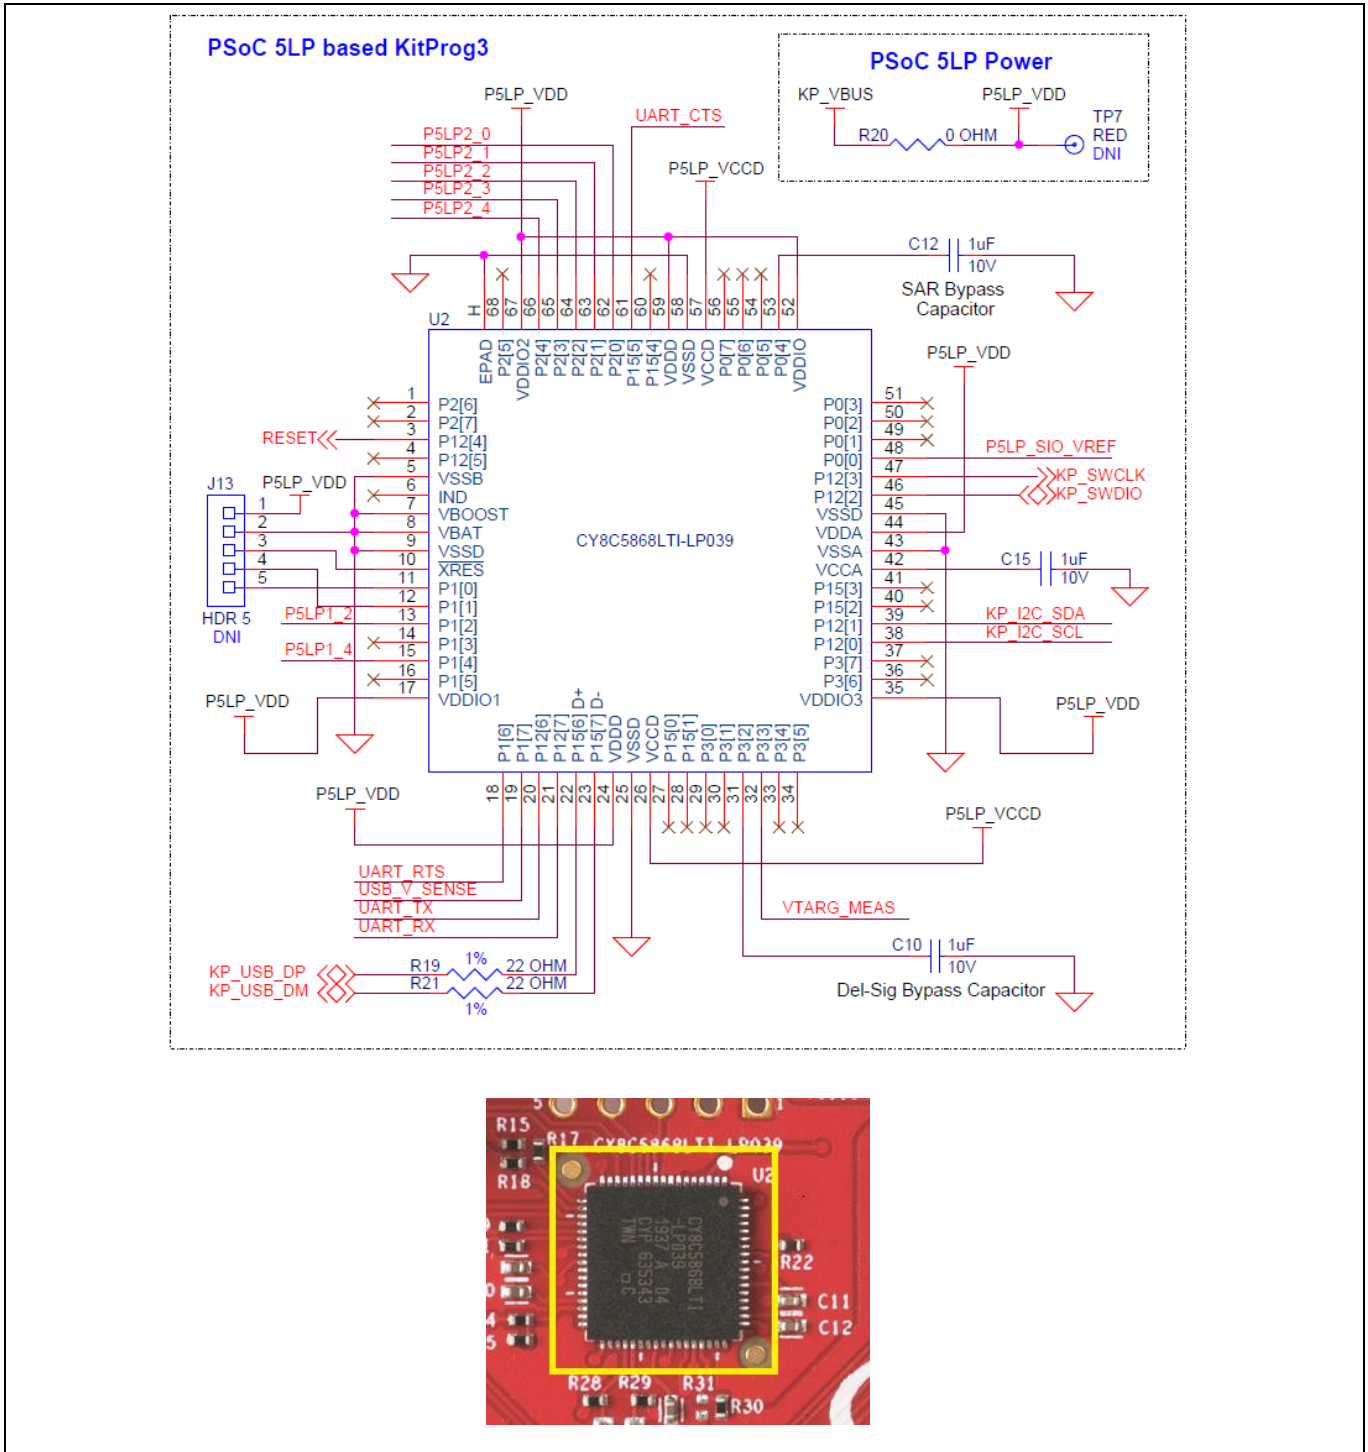 PSoC 5LP based KitProg3
PSoC 5LP Power
KP_VBUS
P5LP_VDD
R20
0 OHM
TP7
RED
DNI
P5LP_VDD
UART_CTS
P5LP2_0
P5LP2_1
P5LP2_2
P5LP2_3
P5LP2_4
P5LP_VCCD
C12
1uF
10V
SAR Bypass
Capacitor
H 68 67 66 65 64 63 62 61 60 59 58 57 56 55 54 53 52
U2
EPAD P2[5] VDDIO2 P2[4] P2[3] P2[2] P2[1] P2[0] P15[5] P15[4] VDDD VSSD VCCD P0[7] P0[6] P0[5] P0[4] VDDIO
P5LP_VDD
1 P2[6]
2 P2[7]
RESET 3 P12[4]
4 P12[5]
5 VSSB
6 IND
7 VBOOST
8 VBAT
9 VSSD
10 XRES
11 P1[0]
12 P1[1]
P5LP1_2 13 P1[2]
14 P1[3]
P5LP1_4 15 P1[4]
16 P1[5]
17 VDDIO1
J13
P5LP_VDD
1
2
3
4
5
HDR 5
DNI
P5LP_VDD
CY8C5868LTI-LP039
P0[3] 51
P0[2] 50
P0[1] 49
P0[0] 48 P5LP_SIO_VREF
P12[3] 47 KP_SWCLK
P12[2] 46 KP_SWDIO
VSSD 45
VDDA 44
VSSA 43
VCCA 42
P15[3] 41
P15[2] 40
P12[1] 39 KP_I2C_SDA
P12[0] 38 KP_I2C_SCL
P3[7] 37
P3[6] 36
VDDIO3 35
C15
1uF
10V
P5LP_VDD
P1[6] P1[7] P12[6] P12[7] P15[6] D+ P15[7] D- VDDD VSSD VCCD P15[0] P15[1] P3[0] P3[1] P3[2] P3[3] P3[4] P3[5]
18 19 20 21 22 23 24 25 26 27 28 29 30 31 32 33 34
P5LP_VDD
P5LP_VCCD
UART_RTS
USB_V_SENSE
UART_TX
UART_RX
VTARG_MEAS
KP_USB_DP
R19
1%
22 OHM
KP_USB_DM
R21
22 OHM
1%
C10
1uF
10V
Del-Sig Bypass Capacitor
5
1
R15
R17
CY8C5868LTI-LP039
R18
U2
CY8C5868LTI
-LP039
1937 A 04
CYP 635343
TWN
C
R22
C11
C12
R28
R29
R31
R30